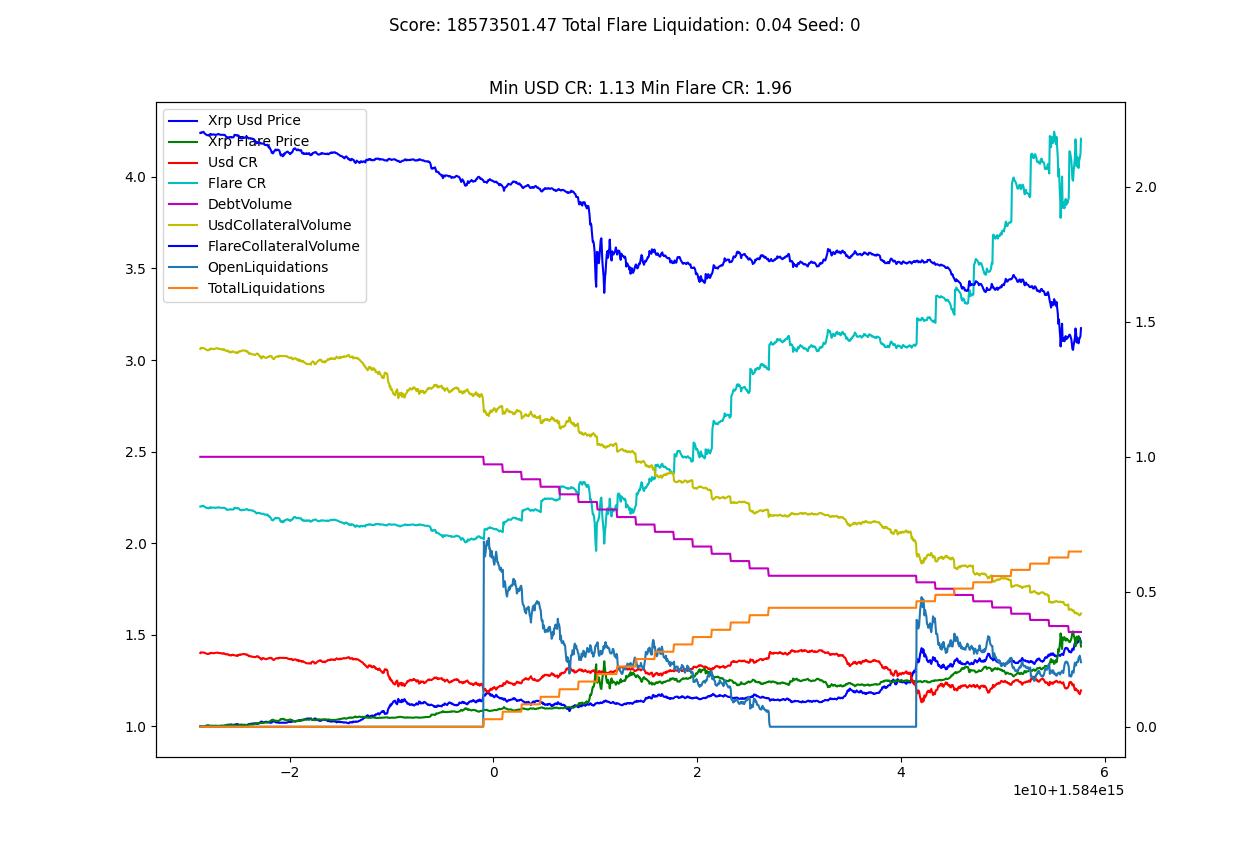 Score: 18573501.47 Total Flare Liquidation: 0.04 Seed: 0
Min USD CR: 1.13 Min Flare CR: 1.96
Xrp Usd Price
Xrp Flare Price
Usd CR
Flare CR
DebtVolume
UsdCollateralVolume
FlareCollateralVolume
OpenLiquidations
TotalLiquidations
4.0
3.5
3.0
2.5
2.0
1.5
1.0
2.0
1.5
1.0
0.5
0.0
−2 0 2 4 6
1e10+1.584e15